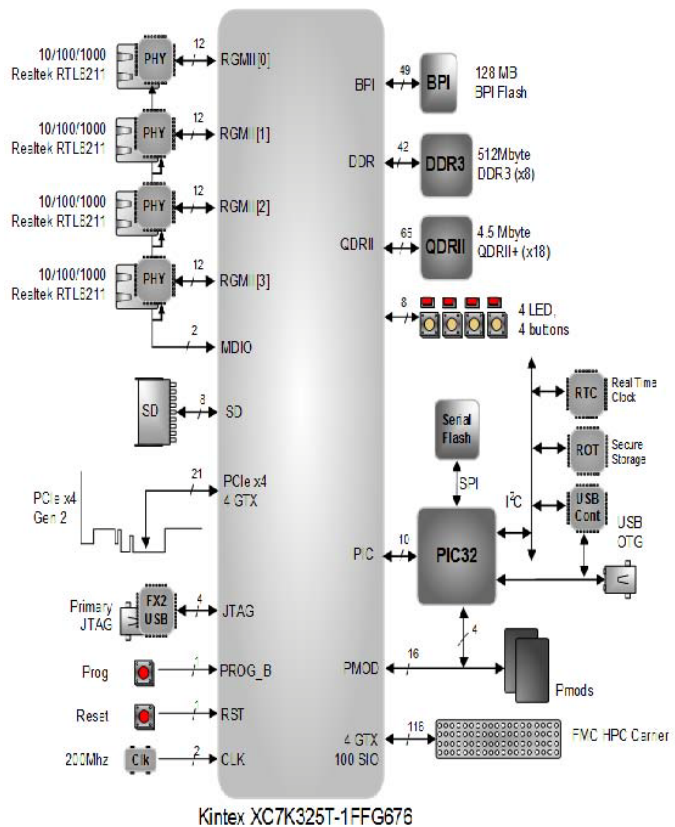 10/100/1000
Realtek RTL8211
PHY
12
RGMII[0]
10/100/1000
Realtek RTL8211
PHY
12
RGMII[1]
10/100/1000
Realtek RTL8211
PHY
12
RGMII[2]
10/100/1000
Realtek RTL8211
PHY
12
RGMII[3]
2
MDIO
SD
8
SD
PCIe x4
Gen 2
21
PCIe x4
4 GTX
Primary
JTAG
FX2
USB
4
JTAG
Prog
PROG_B
Reset
RST
200Mhz
Clk
2
CLK
BPI
49
BPI
128 MB
BPI Flash
DDR
42
DDR3
512Mbyte
DDR3 (x8)
QDRII
65
QDRII
4.5 Mbyte
QDRII+ (x18)
8
4 LED,
4 buttons
Serial
Flash
SPI
I²C
RTC
Real Time
Clock
ROT
Secure
Storage
USB
Cont
USB
OTG
PIC
10
PIC32
4
PMOD
16
Pmods
4 GTX
100 SIO
116
FMC HPC Carrier
Kintex XC7K325T-1FFG676